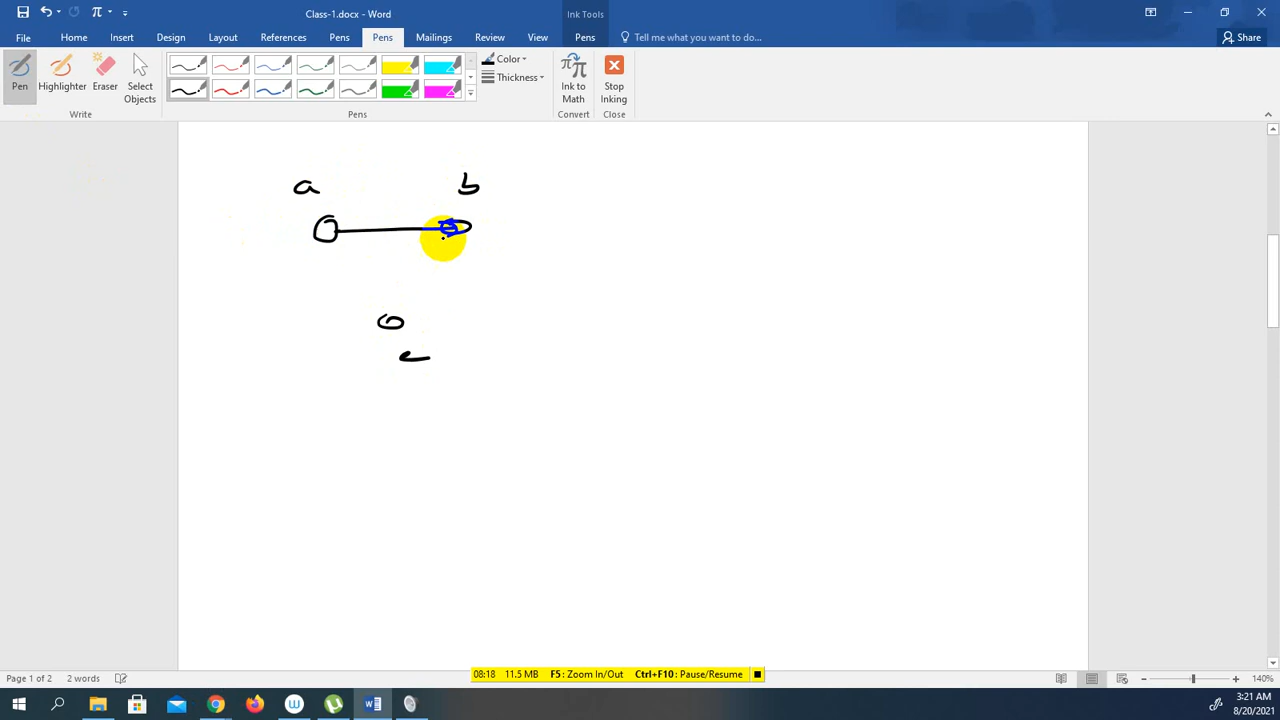 Class-1.docx - Word
Ink Tools
File
Home
Insert
Design
Layout
References
Pens
Pens
Mailings
Review
View
Pens
Tell me what you want to do...
Share
Pen
Highlighter
Eraser
Select
Objects
Write
Pens
Color
Thickness
Ink to
Math
Convert
Stop
Inking
Close
a
b
08:18 11.5 MB F5: Zoom In/Out Ctrl+F10: Pause/Resume
Page 1 of 2 2 words
140%
3:21 AM
8/20/2021